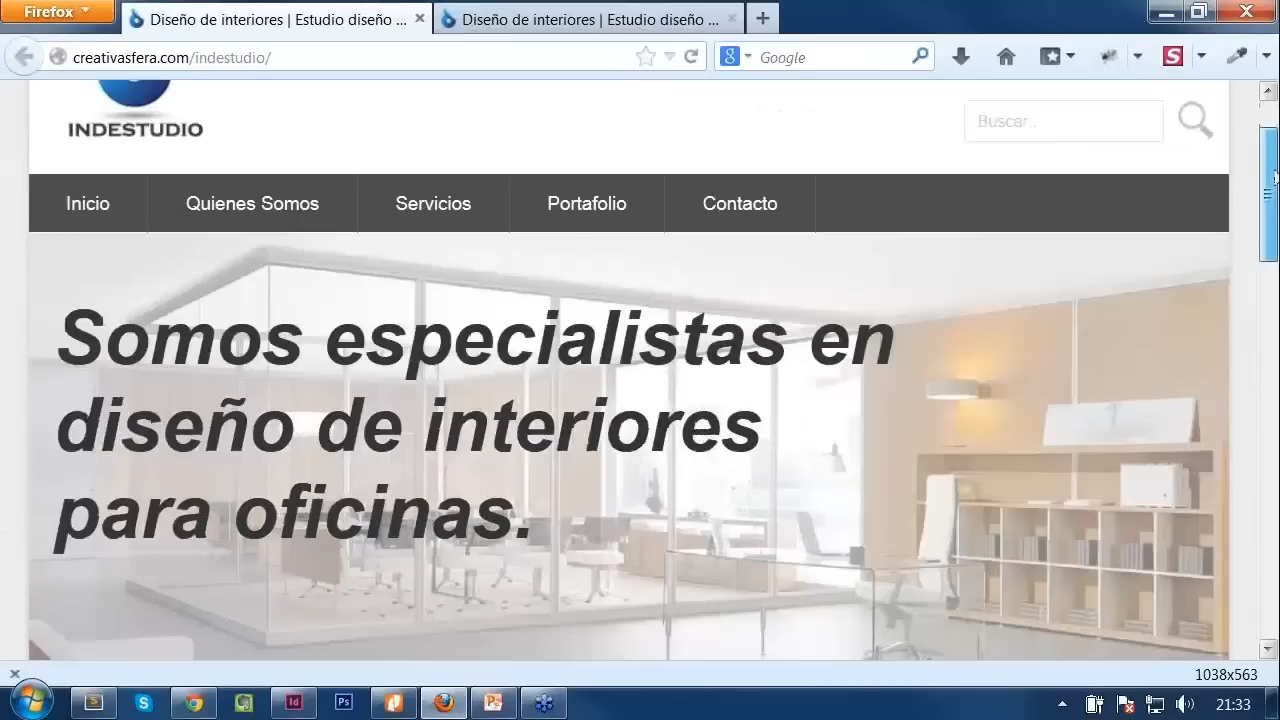 Firefox
Diseño de interiores | Estudio diseño ...
Diseño de interiores | Estudio diseño ...
creativasfera.com/indestudio/
Google
INDESTUDIO
Buscar..
Inicio
Quienes Somos
Servicios
Portafolio
Contacto
Somos especialistas en
diseño de interiores
para oficinas.
1038x563
21:33